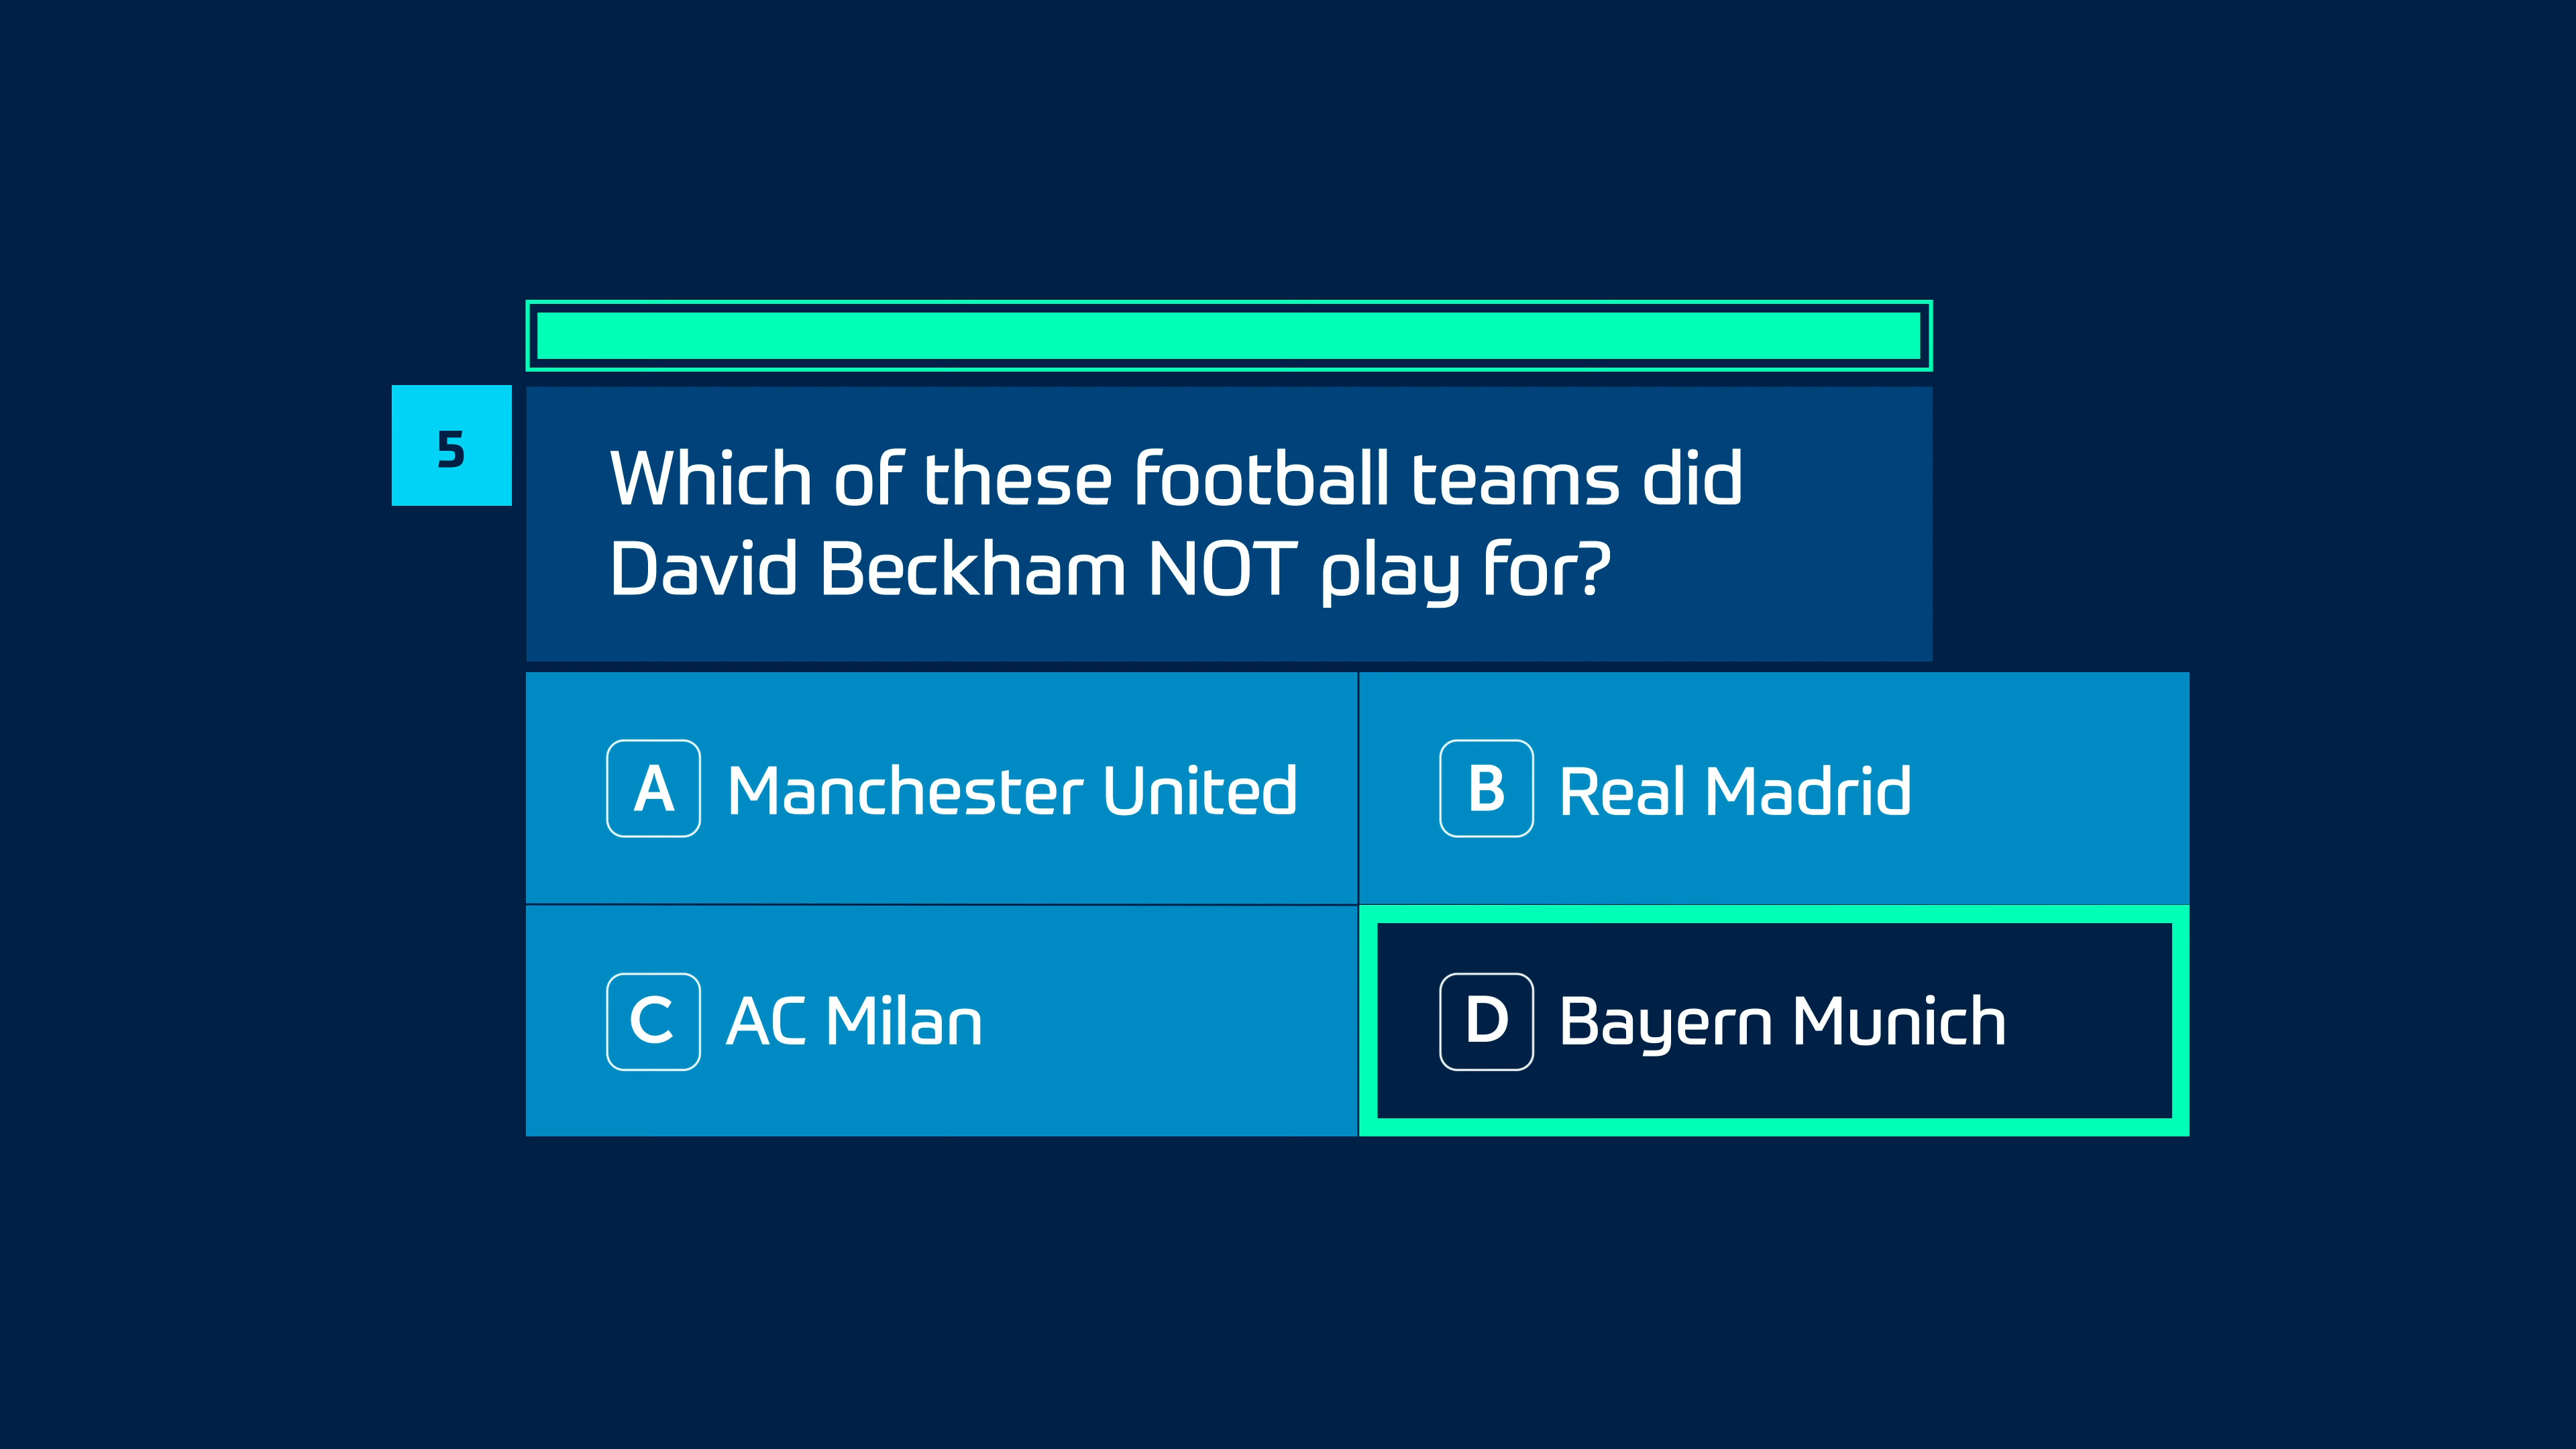 5
Which of these football teams did
David Beckham NOT play for?
A Manchester United
B Real Madrid
C AC Milan
D Bayern Munich